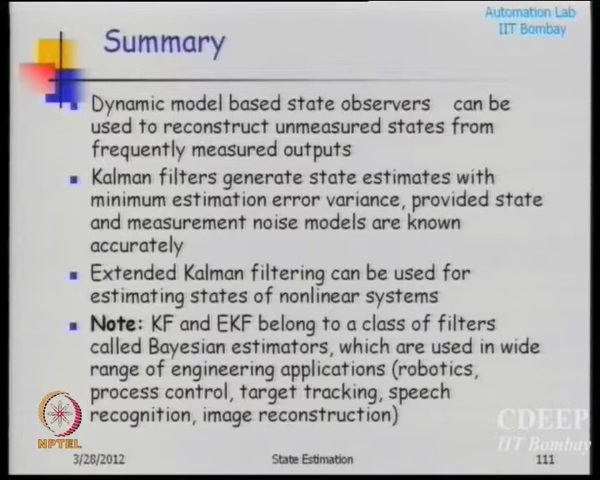 Automation Lab
IIT Bombay
Summary
Dynamic model based state observers can be
used to reconstruct unmeasured states from
frequently measured outputs
Kalman filters generate state estimates with
minimum estimation error variance, provided state
and measurement noise models are known
accurately
Extended Kalman filtering can be used for
estimating states of nonlinear systems
Note: KF and EKF belong to a class of filters
called Bayesian estimators, which are used in wide
range of engineering applications (robotics,
process control, target tracking, speech
recognition, image reconstruction)
NPTEL
CDEEP
IIT Bombay
3/28/2012
State Estimation
111